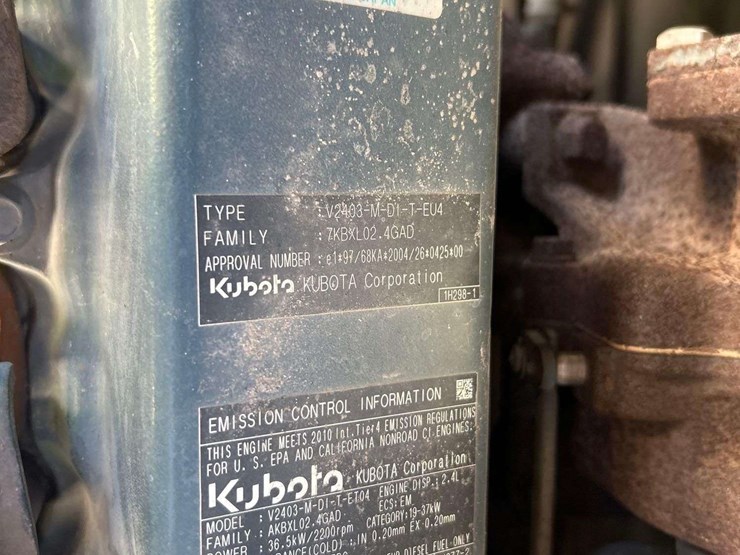 TYPE : V2403-M-DI-T-EU4
FAMILY : 7KBXL02.4GAD
APPROVAL NUMBER : e1*97/68KA*2004/26*0425*00
Kubota KUBOTA Corporation
1H298-1
EMISSION CONTROL INFORMATION
THIS ENGINE MEETS 2010 Int.Tier4 EMISSION REGULATIONS
FOR U. S. EPA AND CALIFORNIA NONROAD CI ENGINES.
Kubota KUBOTA Corporation
MODEL : V2403-M-DI-T-ET04 ENGINE DISP.: 2.4L
FAMILY : AKBXL02.4GAD ECS: EM
POWER : 36.5kW/2200rpm CATEGORY: 19-37kW
(COLD) : IN 0.20mm EX 0.20mm
DIESEL FUEL ONLY